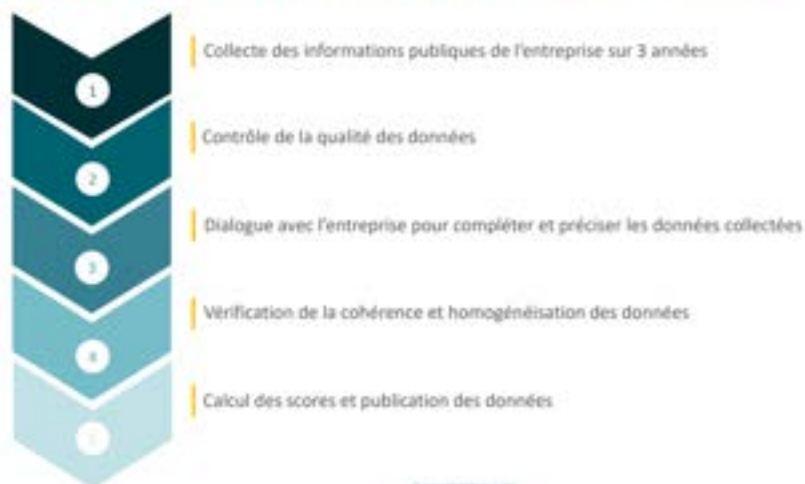 1
Collecte des informations publiques de l'entreprise sur 3 années
2
Contrôle de la qualité des données
3
Dialogue avec l'entreprise pour compléter et préciser les données collectées
4
Vérification de la cohérence et homogénéisation des données
Calcul des scores et publication des données